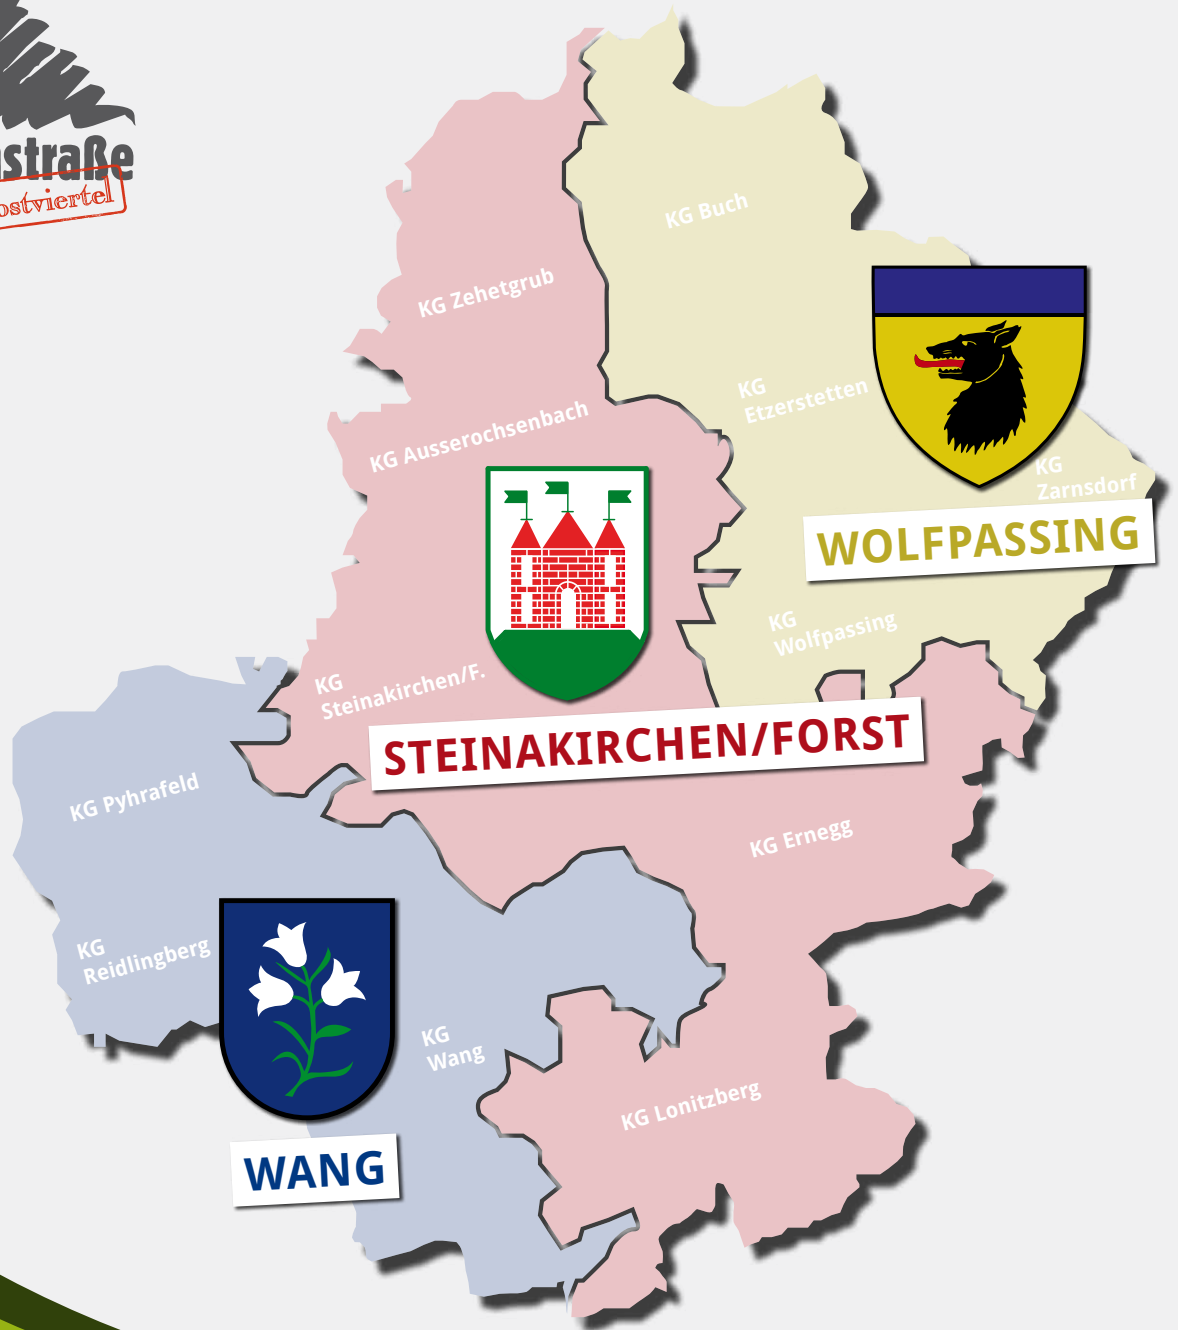 straße
ostviertel
KG Buch
KG Zehetgrub
KG
Etzerstetten
KG Ausserochsenbach
KG
Zarnsdorf
WOLFPASSING
KG
Wolfpassing
KG
Steinakirchen/F.
STEINAKIRCHEN/FORST
KG Pyhrafeld
KG Ernegg
KG
Reidlingberg
KG
Wang
KG Lonitzberg
WANG